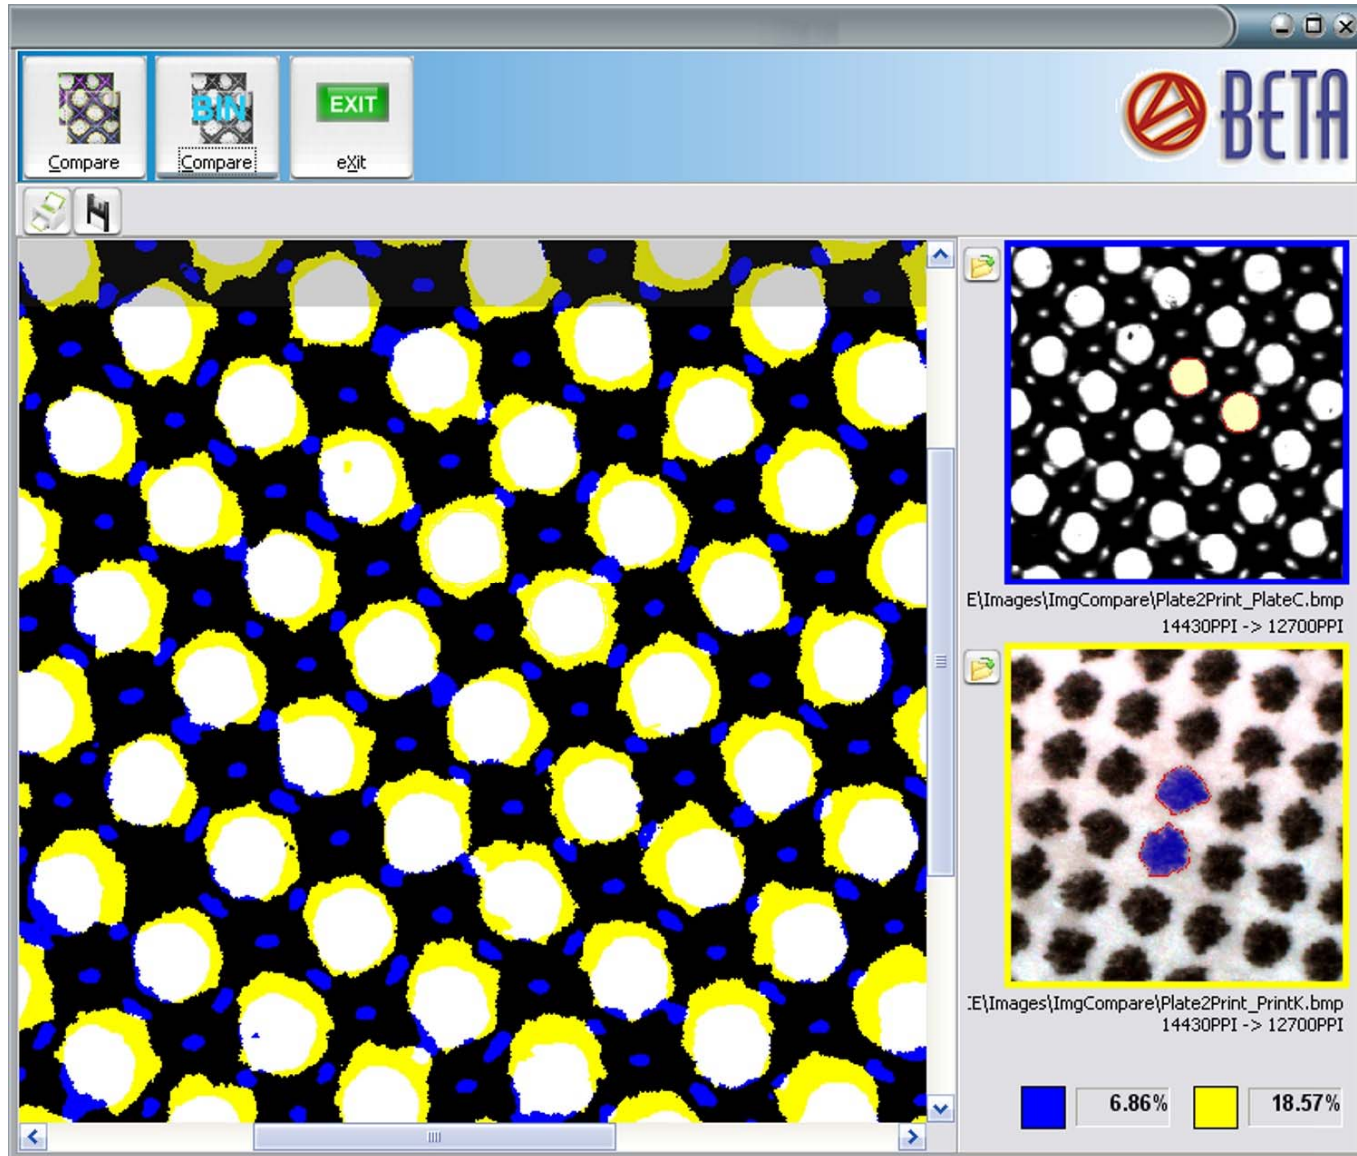 BETA
BIN
EXIT
Compare
Compare
eXit
E\Images\ImgCompare\Plate2Print_PlateC.bmp
14430PPI -> 12700PPI
:E\Images\ImgCompare\Plate2Print_PrintK.bmp
14430PPI -> 12700PPI
6.86%
18.57%